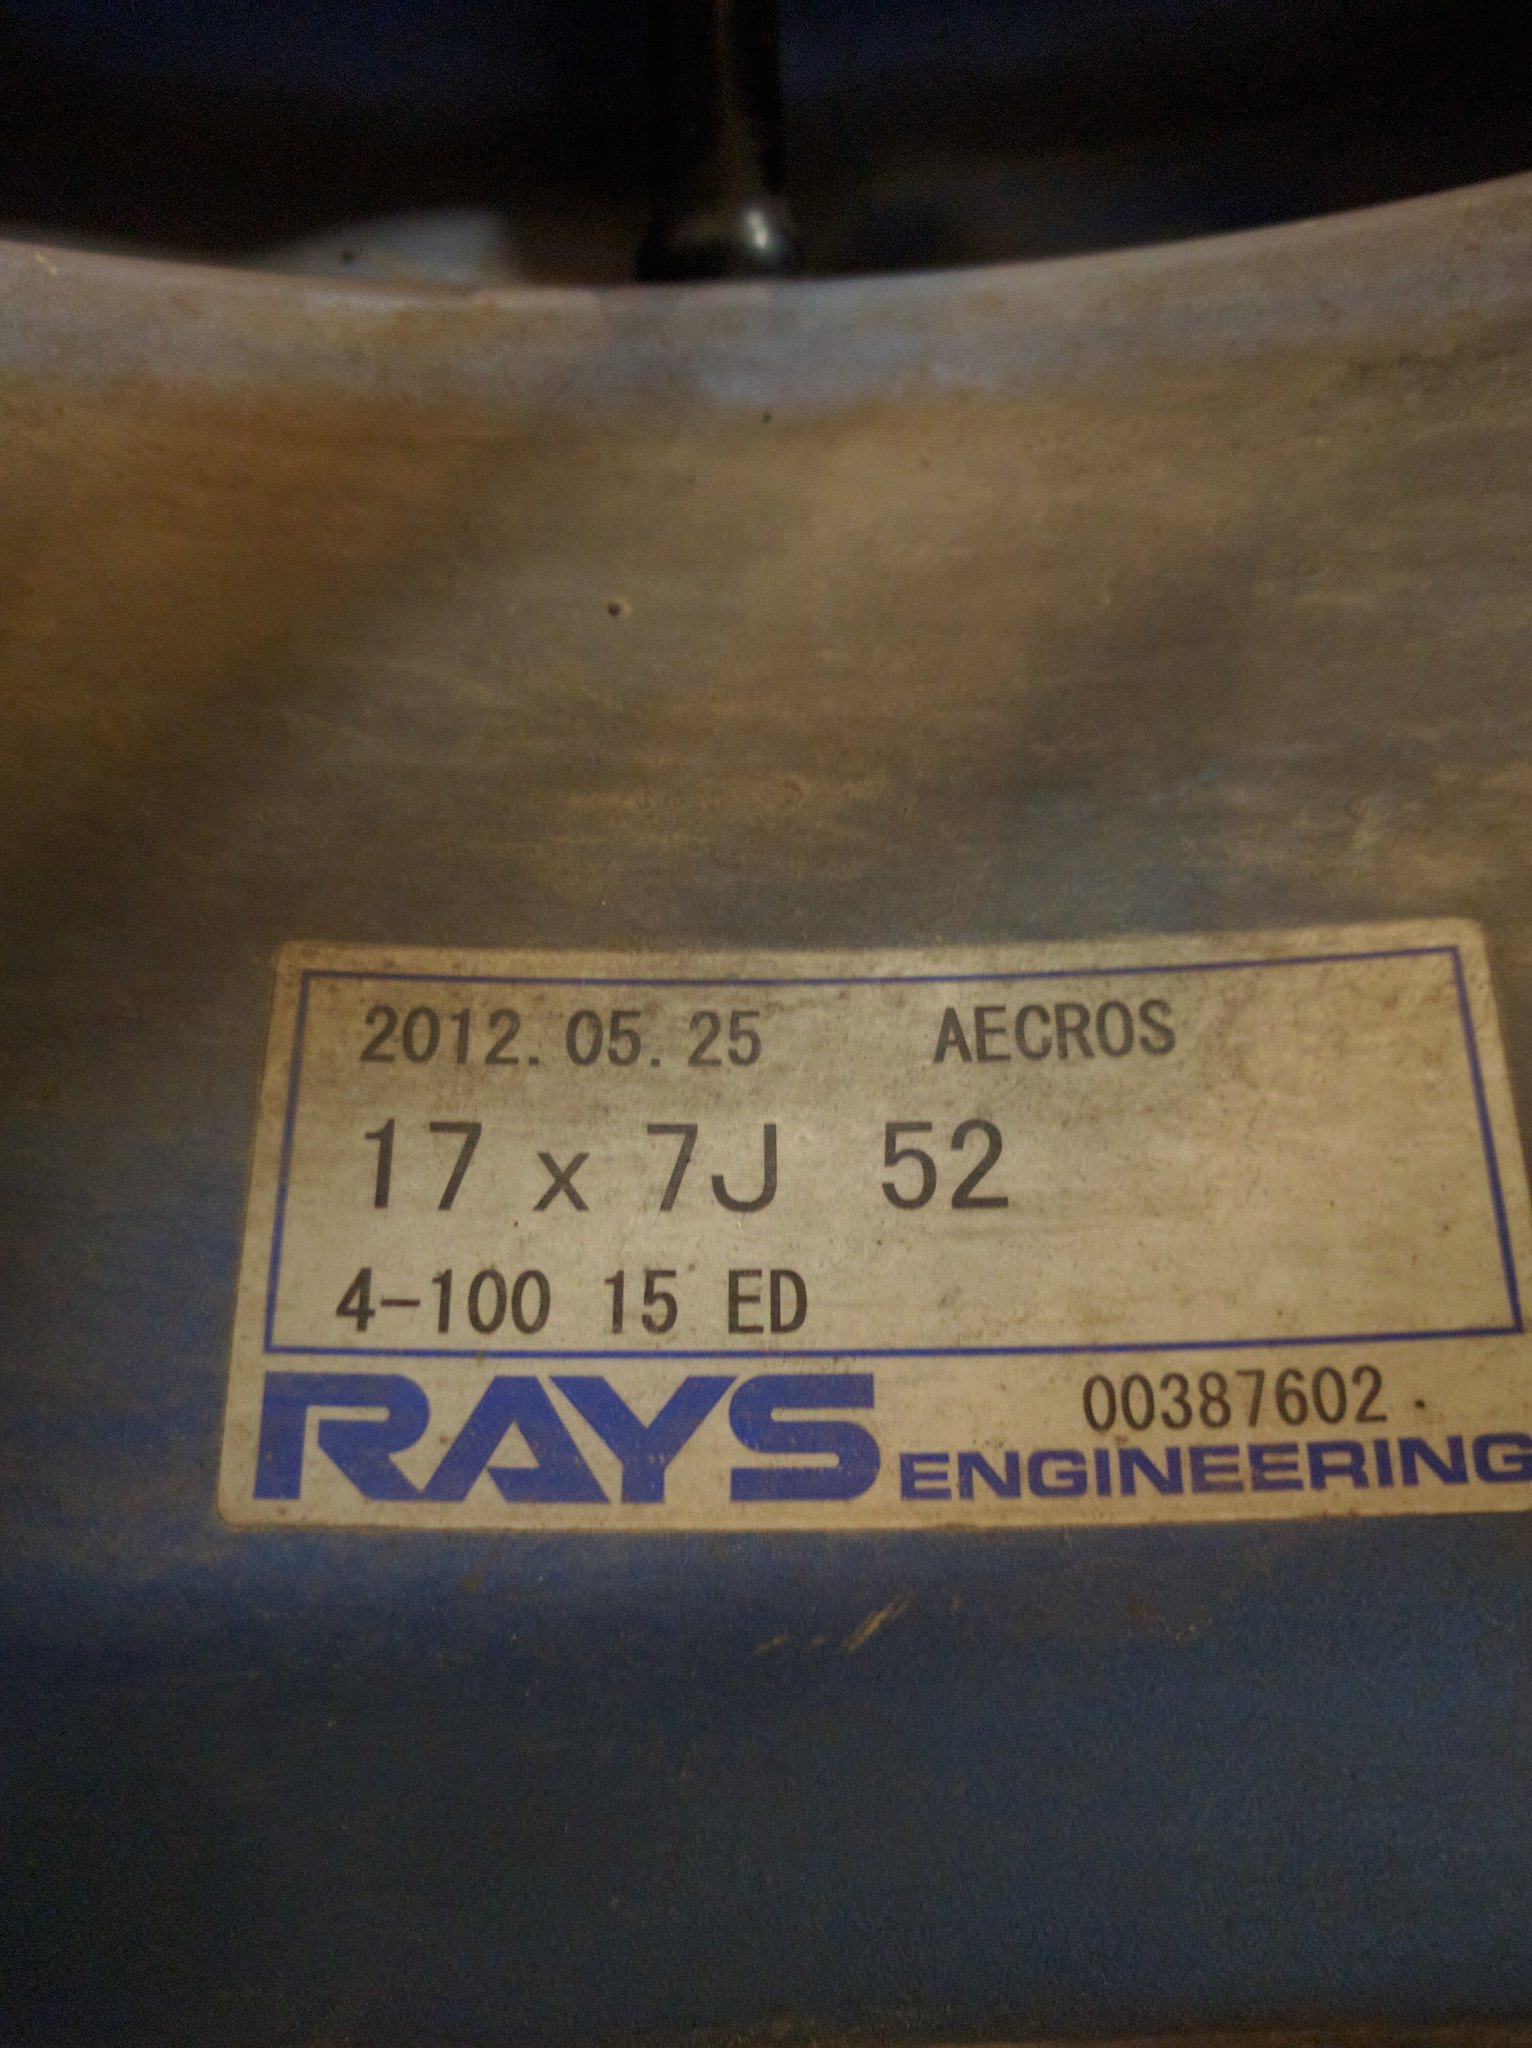 2012.05.25 AECROS
17 x 7J 52
4-100 15 ED
00387602
RAYS ENGINEERING